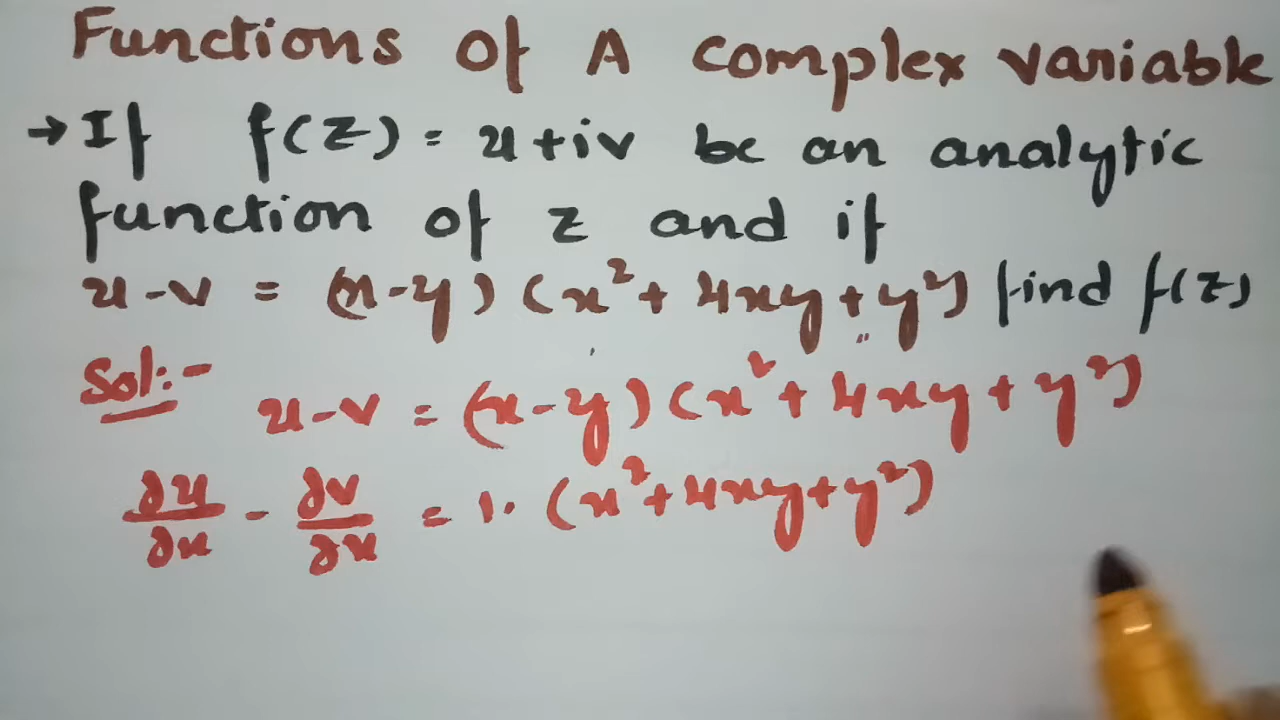 Functions of A complex variable
→ If f(z) = u+iv be an analytic
function of z and if
u-v = (x-y) (x²+4xy+y²) find f(z)
Sol:- u-v = (x-y) (x²+4xy+y²)
∂u/∂x - ∂v/∂x = 1. (x²+4xy+y²)